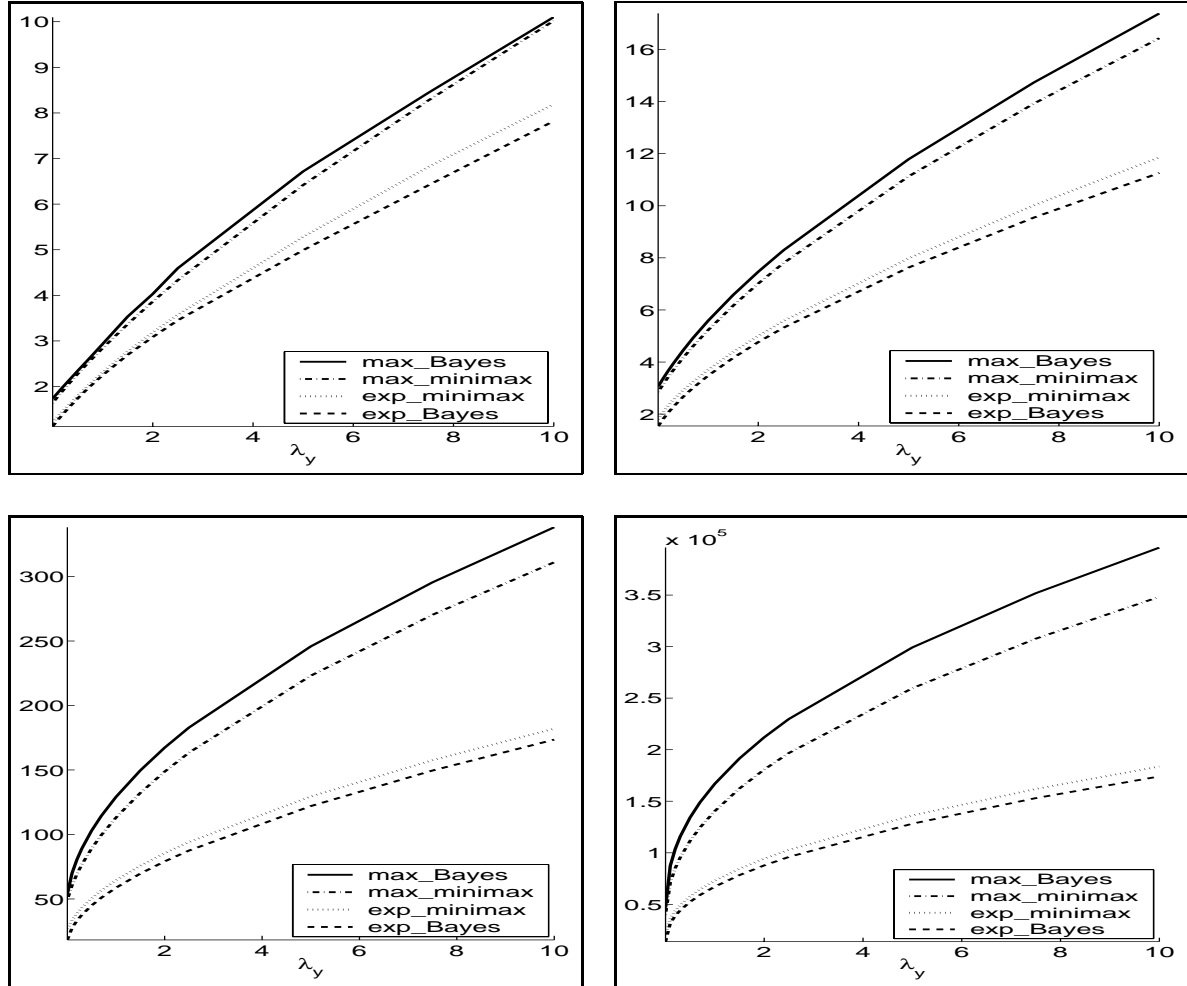 10
9
8
7
6
5
4
3
2
2 4 6 8 10
λy
max_Bayes
max_minimax
exp_minimax
exp_Bayes
16
14
12
10
8
6
4
2
2 4 6 8 10
λy
max_Bayes
max_minimax
exp_minimax
exp_Bayes
300
250
200
150
100
50
2 4 6 8 10
λy
max_Bayes
max_minimax
exp_minimax
exp_Bayes
x 10^5
3.5
3
2.5
2
1.5
1
0.5
2 4 6 8 10
λy
max_Bayes
max_minimax
exp_minimax
exp_Bayes